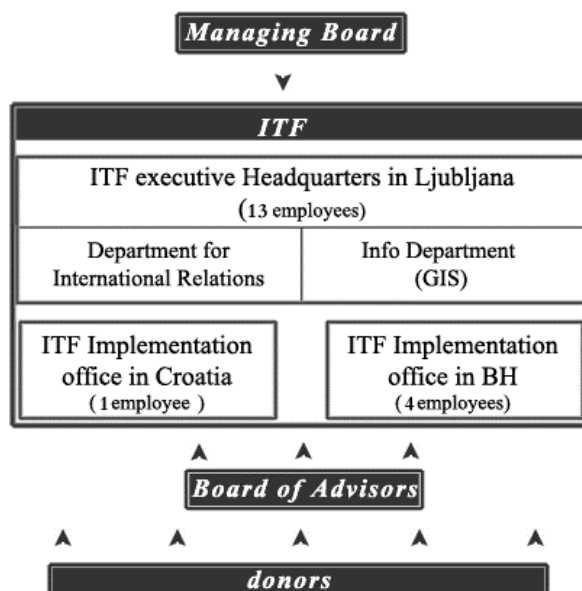 Managing Board
ITF
ITF executive Headquarters in Ljubljana
(13 employees)
Department for
International Relations
Info Department
(GIS)
ITF Implementation
office in Croatia
(1 employee )
ITF Implementation
office in BH
(4 employees)
Board of Advisors
donors